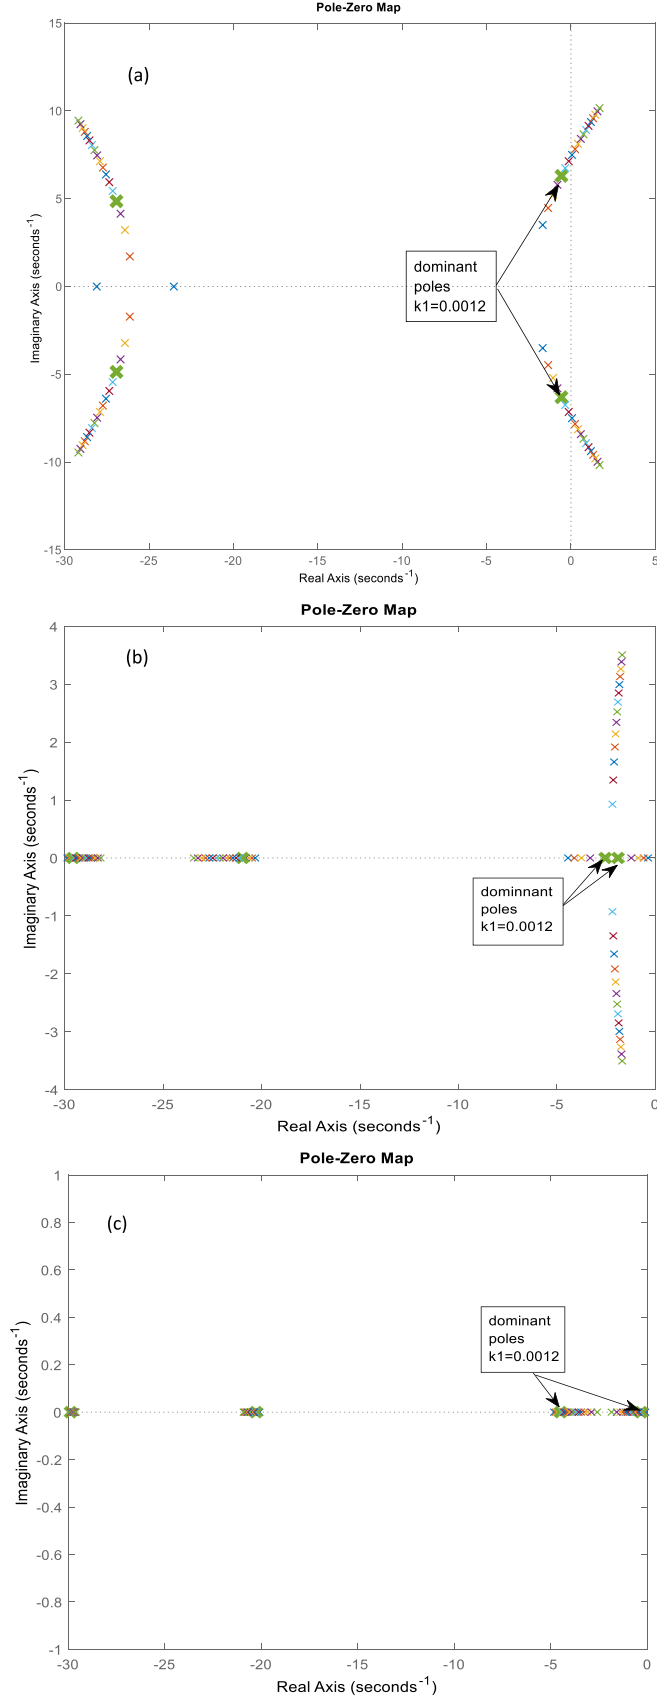 Pole-Zero Map
(a)
15
10
5
0
-5
-10
-15
Imaginary Axis (seconds-1)
dominant
poles
k1=0.0012
-30 -25 -20 -15 -10 -5 0 5
Real Axis (seconds-1)
Pole-Zero Map
(b)
4
3
2
1
0
-1
-2
-3
-4
Imaginary Axis (seconds-1)
dominnant
poles
k1=0.0012
-30 -25 -20 -15 -10 -5 0
Real Axis (seconds-1)
Pole-Zero Map
(c)
1
0.8
0.6
0.4
0.2
0
-0.2
-0.4
-0.6
-0.8
-1
Imaginary Axis (seconds-1)
dominant
poles
k1=0.0012
-30 -25 -20 -15 -10 -5 0
Real Axis (seconds-1)